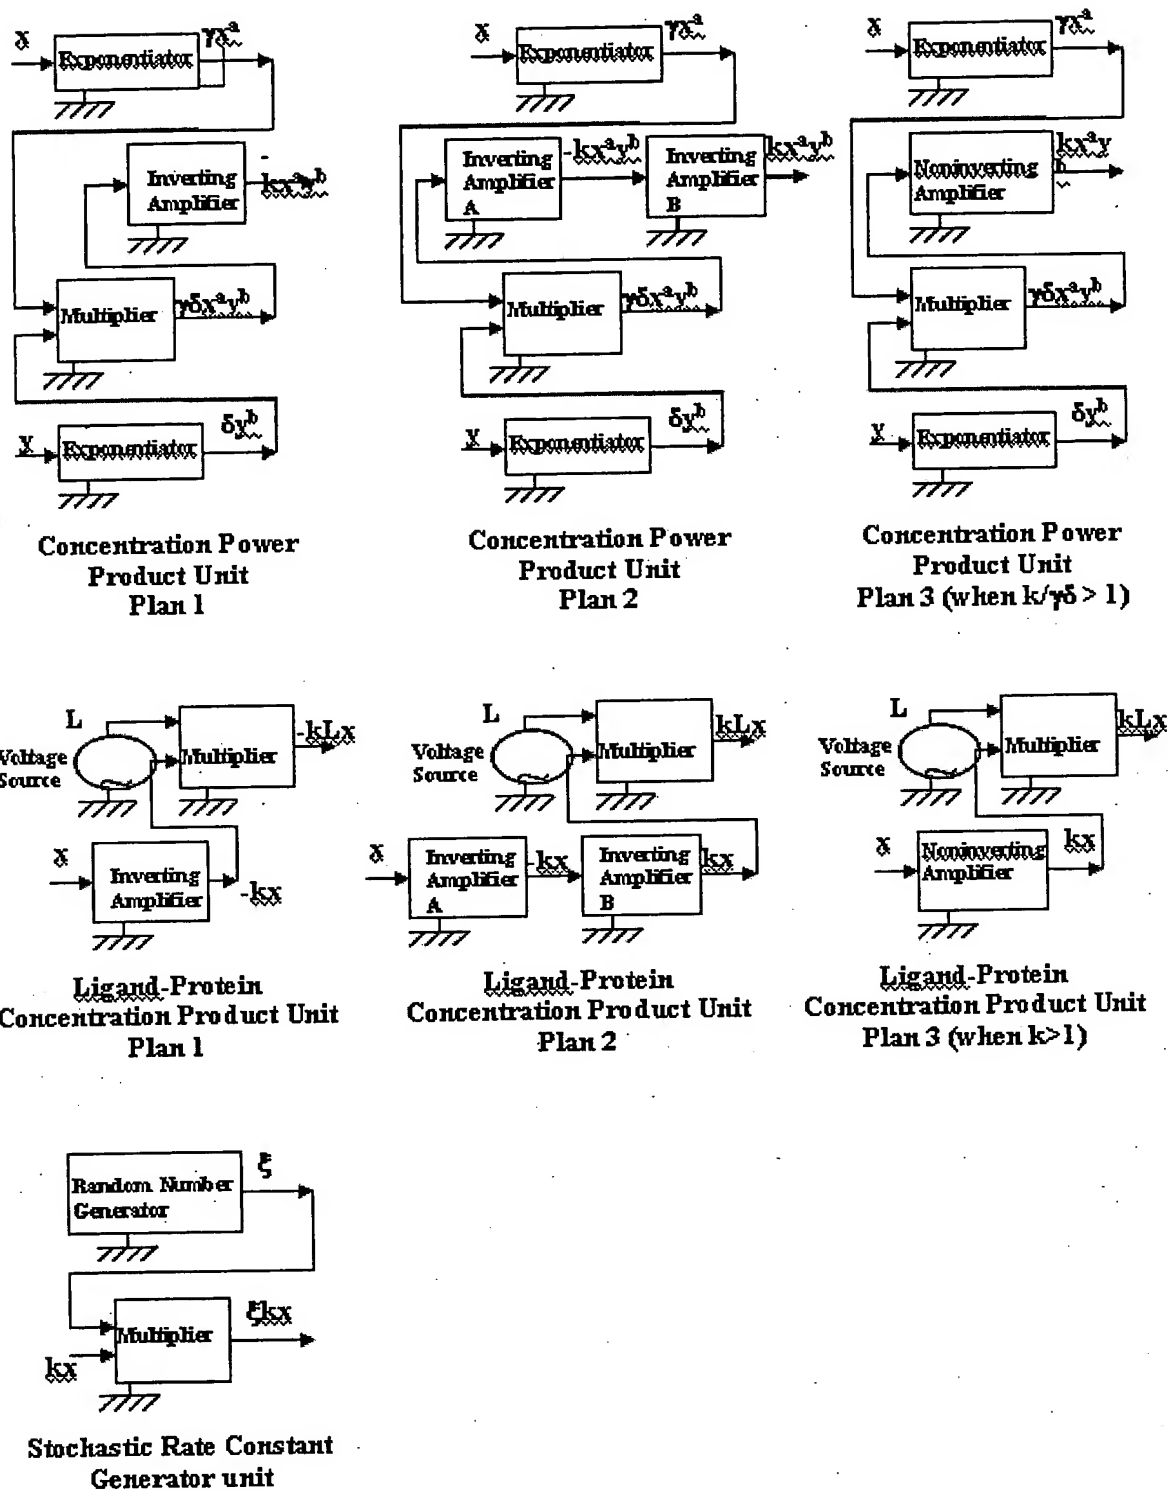 x
γx^a
Exponentiator
-
Inverting
Amplifier
kx^a y^b
Multiplier
γδx^a y^b
δy^b
y
Exponentiator
Concentration Power
Product Unit
Plan 1
x
γx^a
Exponentiator
Inverting
Amplifier
A
-kx^a y^b
Inverting
Amplifier
B
kx^a y^b
Multiplier
γδx^a y^b
δy^b
y
Exponentiator
Concentration Power
Product Unit
Plan 2
x
γx^a
Exponentiator
Noninverting
Amplifier
kx^a y
b
Multiplier
γδx^a y^b
δy^b
y
Exponentiator
Concentration Power
Product Unit
Plan 3 (when k/γδ > 1)
L
Voltage
Source
Multiplier
-kLx
x
Inverting
Amplifier
-kx
Ligand-Protein
Concentration Product Unit
Plan 1
L
Voltage
Source
Multiplier
kLx
x
Inverting
Amplifier
A
-kx
Inverting
Amplifier
B
kx
Ligand-Protein
Concentration Product Unit
Plan 2
L
Voltage
Source
Multiplier
kLx
x
Noninverting
Amplifier
kx
Ligand-Protein
Concentration Product Unit
Plan 3 (when k>1)
Random Number
Generator
ξ
Multiplier
ξkx
kx
Stochastic Rate Constant
Generator unit